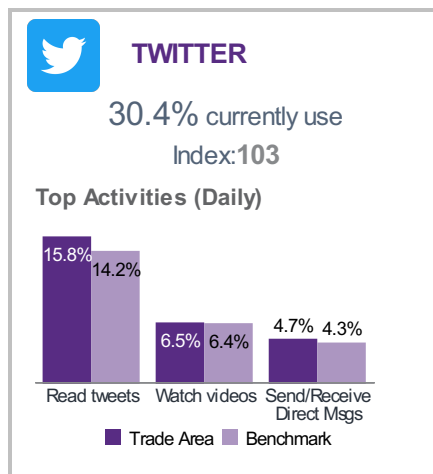 TWITTER
30.4% currently use
Index:103
Top Activities (Daily)
15.8%
14.2%
6.5%
6.4%
4.7%
4.3%
Read tweets
Watch videos
Send/Receive
Direct Msgs
Trade Area
Benchmark